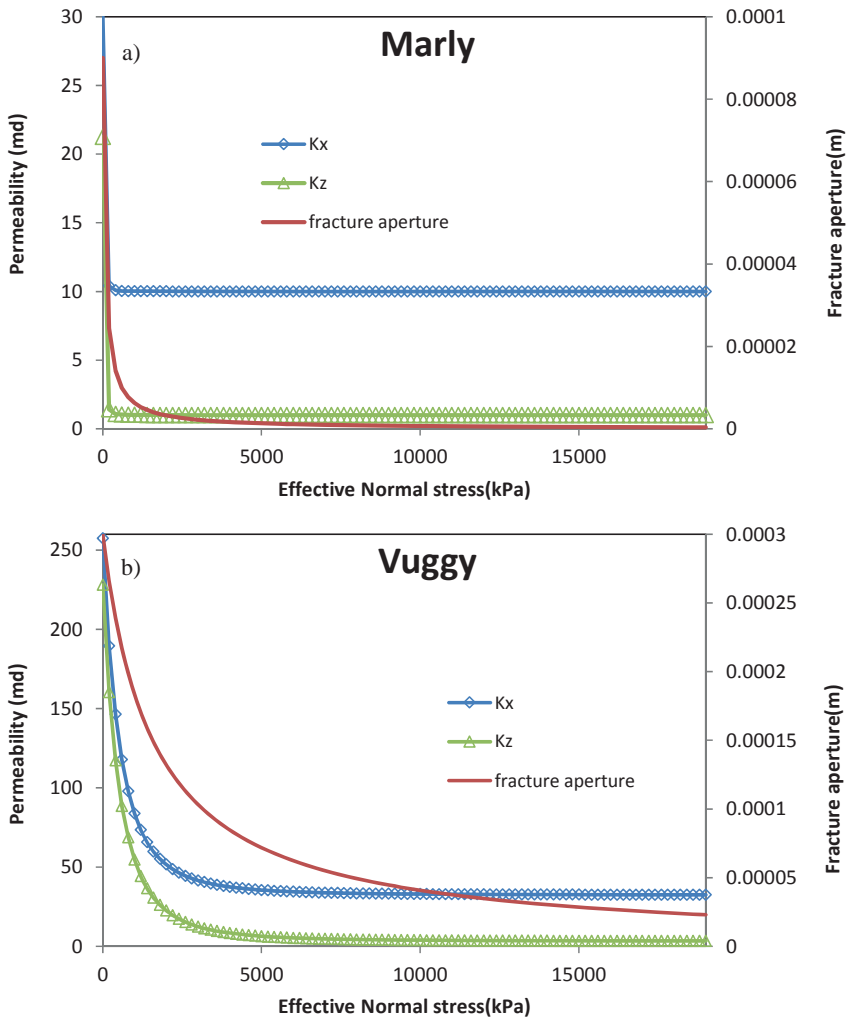 Marly
a)
30
25
20
15
10
5
0
Permeability (md)
0.0001
0.00008
0.00006
0.00004
0.00002
0
Fracture aperture(m)
Kx
Kz
fracture aperture
0 5000 10000 15000
Effective Normal stress(kPa)
Vuggy
b)
250
200
150
100
50
0
Permeability (md)
0.0003
0.00025
0.0002
0.00015
0.0001
0.00005
0
Fracture aperture(m)
Kx
Kz
fracture aperture
0 5000 10000 15000
Effective Normal stress(kPa)